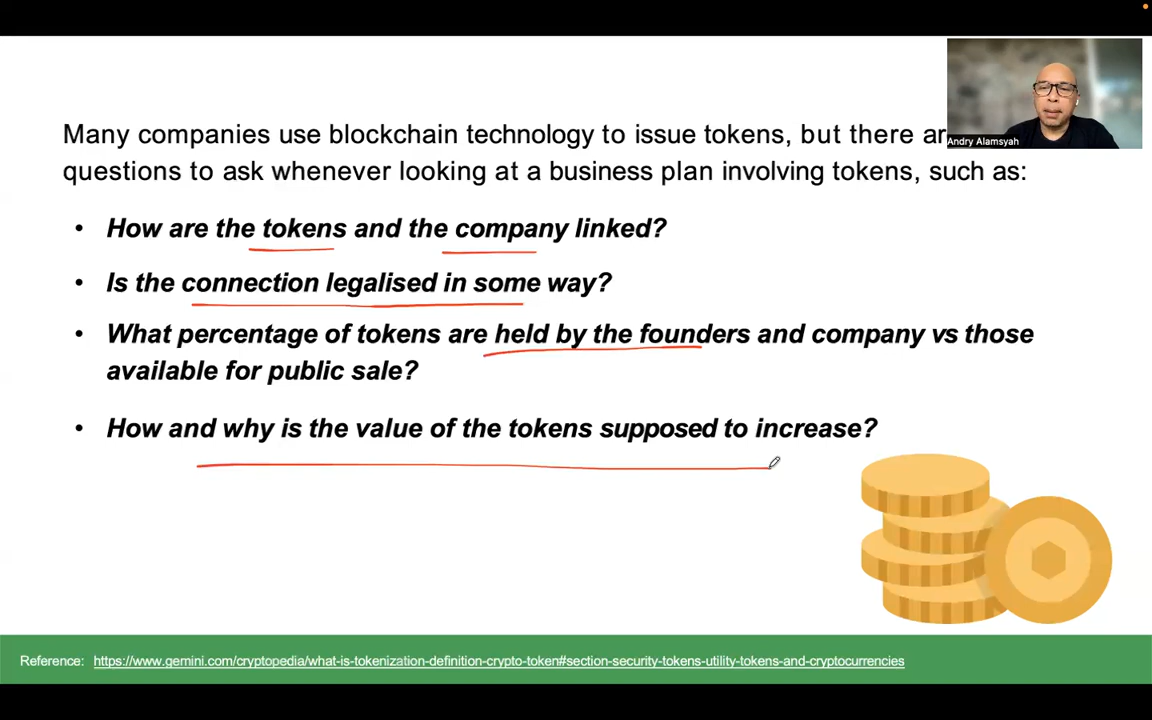 Many companies use blockchain technology to issue tokens, but there
Andry Alamsyah
questions to ask whenever looking at a business plan involving tokens, such as:
• How are the tokens and the company linked?
• Is the connection legalised in some way?
• What percentage of tokens are held by the founders and company vs those
available for public sale?
• How and why is the value of the tokens supposed to increase?
Reference: https://www.gemini.com/cryptopedia/what-is-tokenization-definition-crypto-token#section-security-tokens-utility-tokens-and-cryptocurrencies